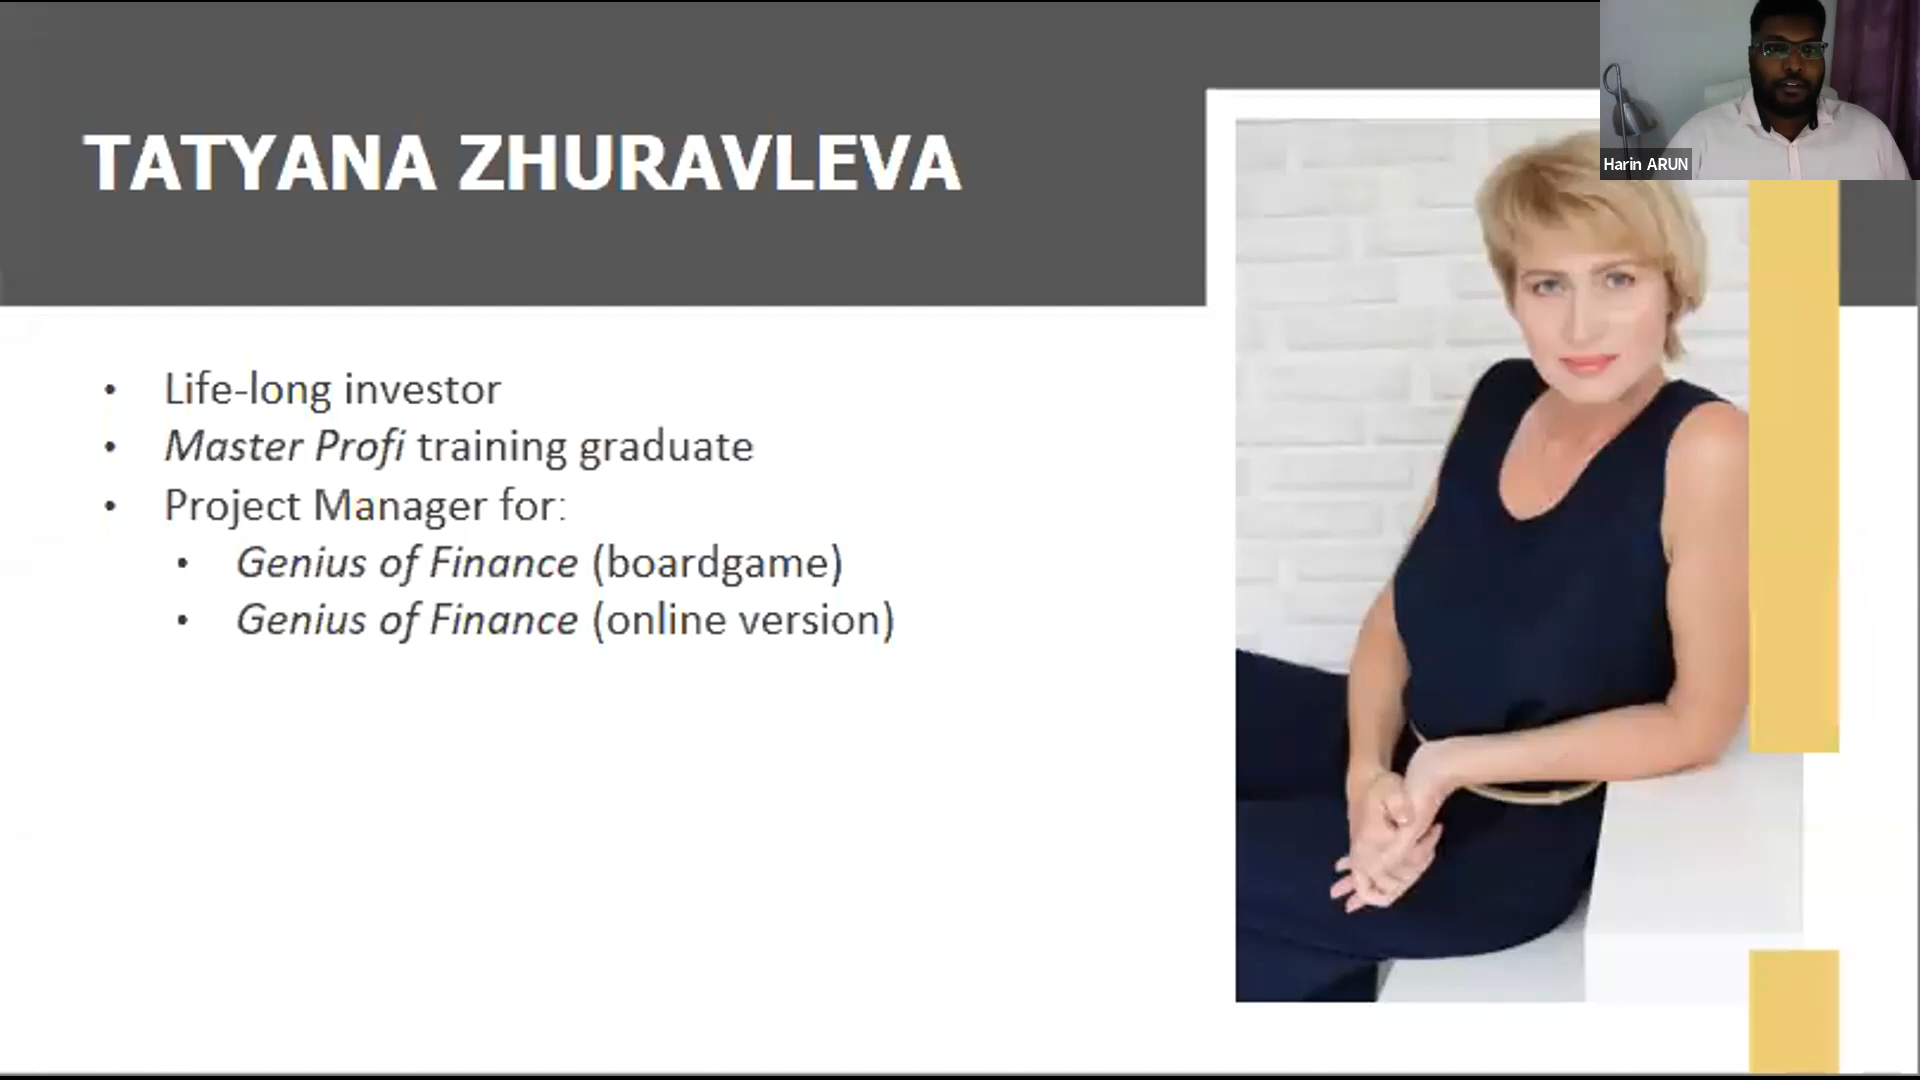 TATYANA ZHURAVLEVA
Harin ARUN
• Life-long investor
• Master Profi training graduate
• Project Manager for:
• Genius of Finance (boardgame)
• Genius of Finance (online version)